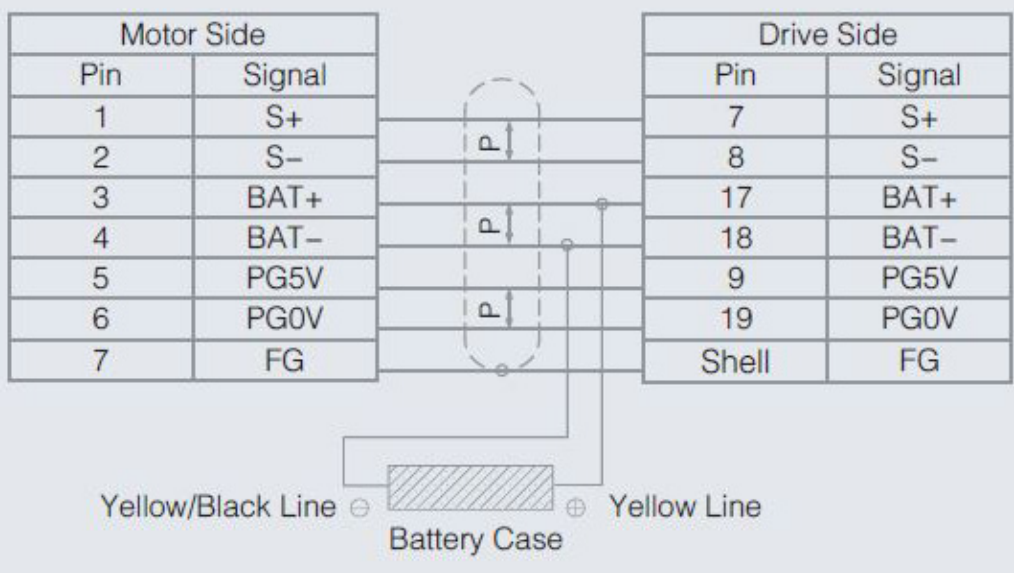 Motor Side Drive Side
Pin Signal Pin Signal
1 S+ 7 S+
P
2 S− 8 S−
3 BAT+ 17 BAT+
P
4 BAT− 18 BAT−
5 PG5V 9 PG5V
P
6 PG0V 19 PG0V
7 FG Shell FG
Yellow/Black Line ⊖ ⊕ Yellow Line
Battery Case